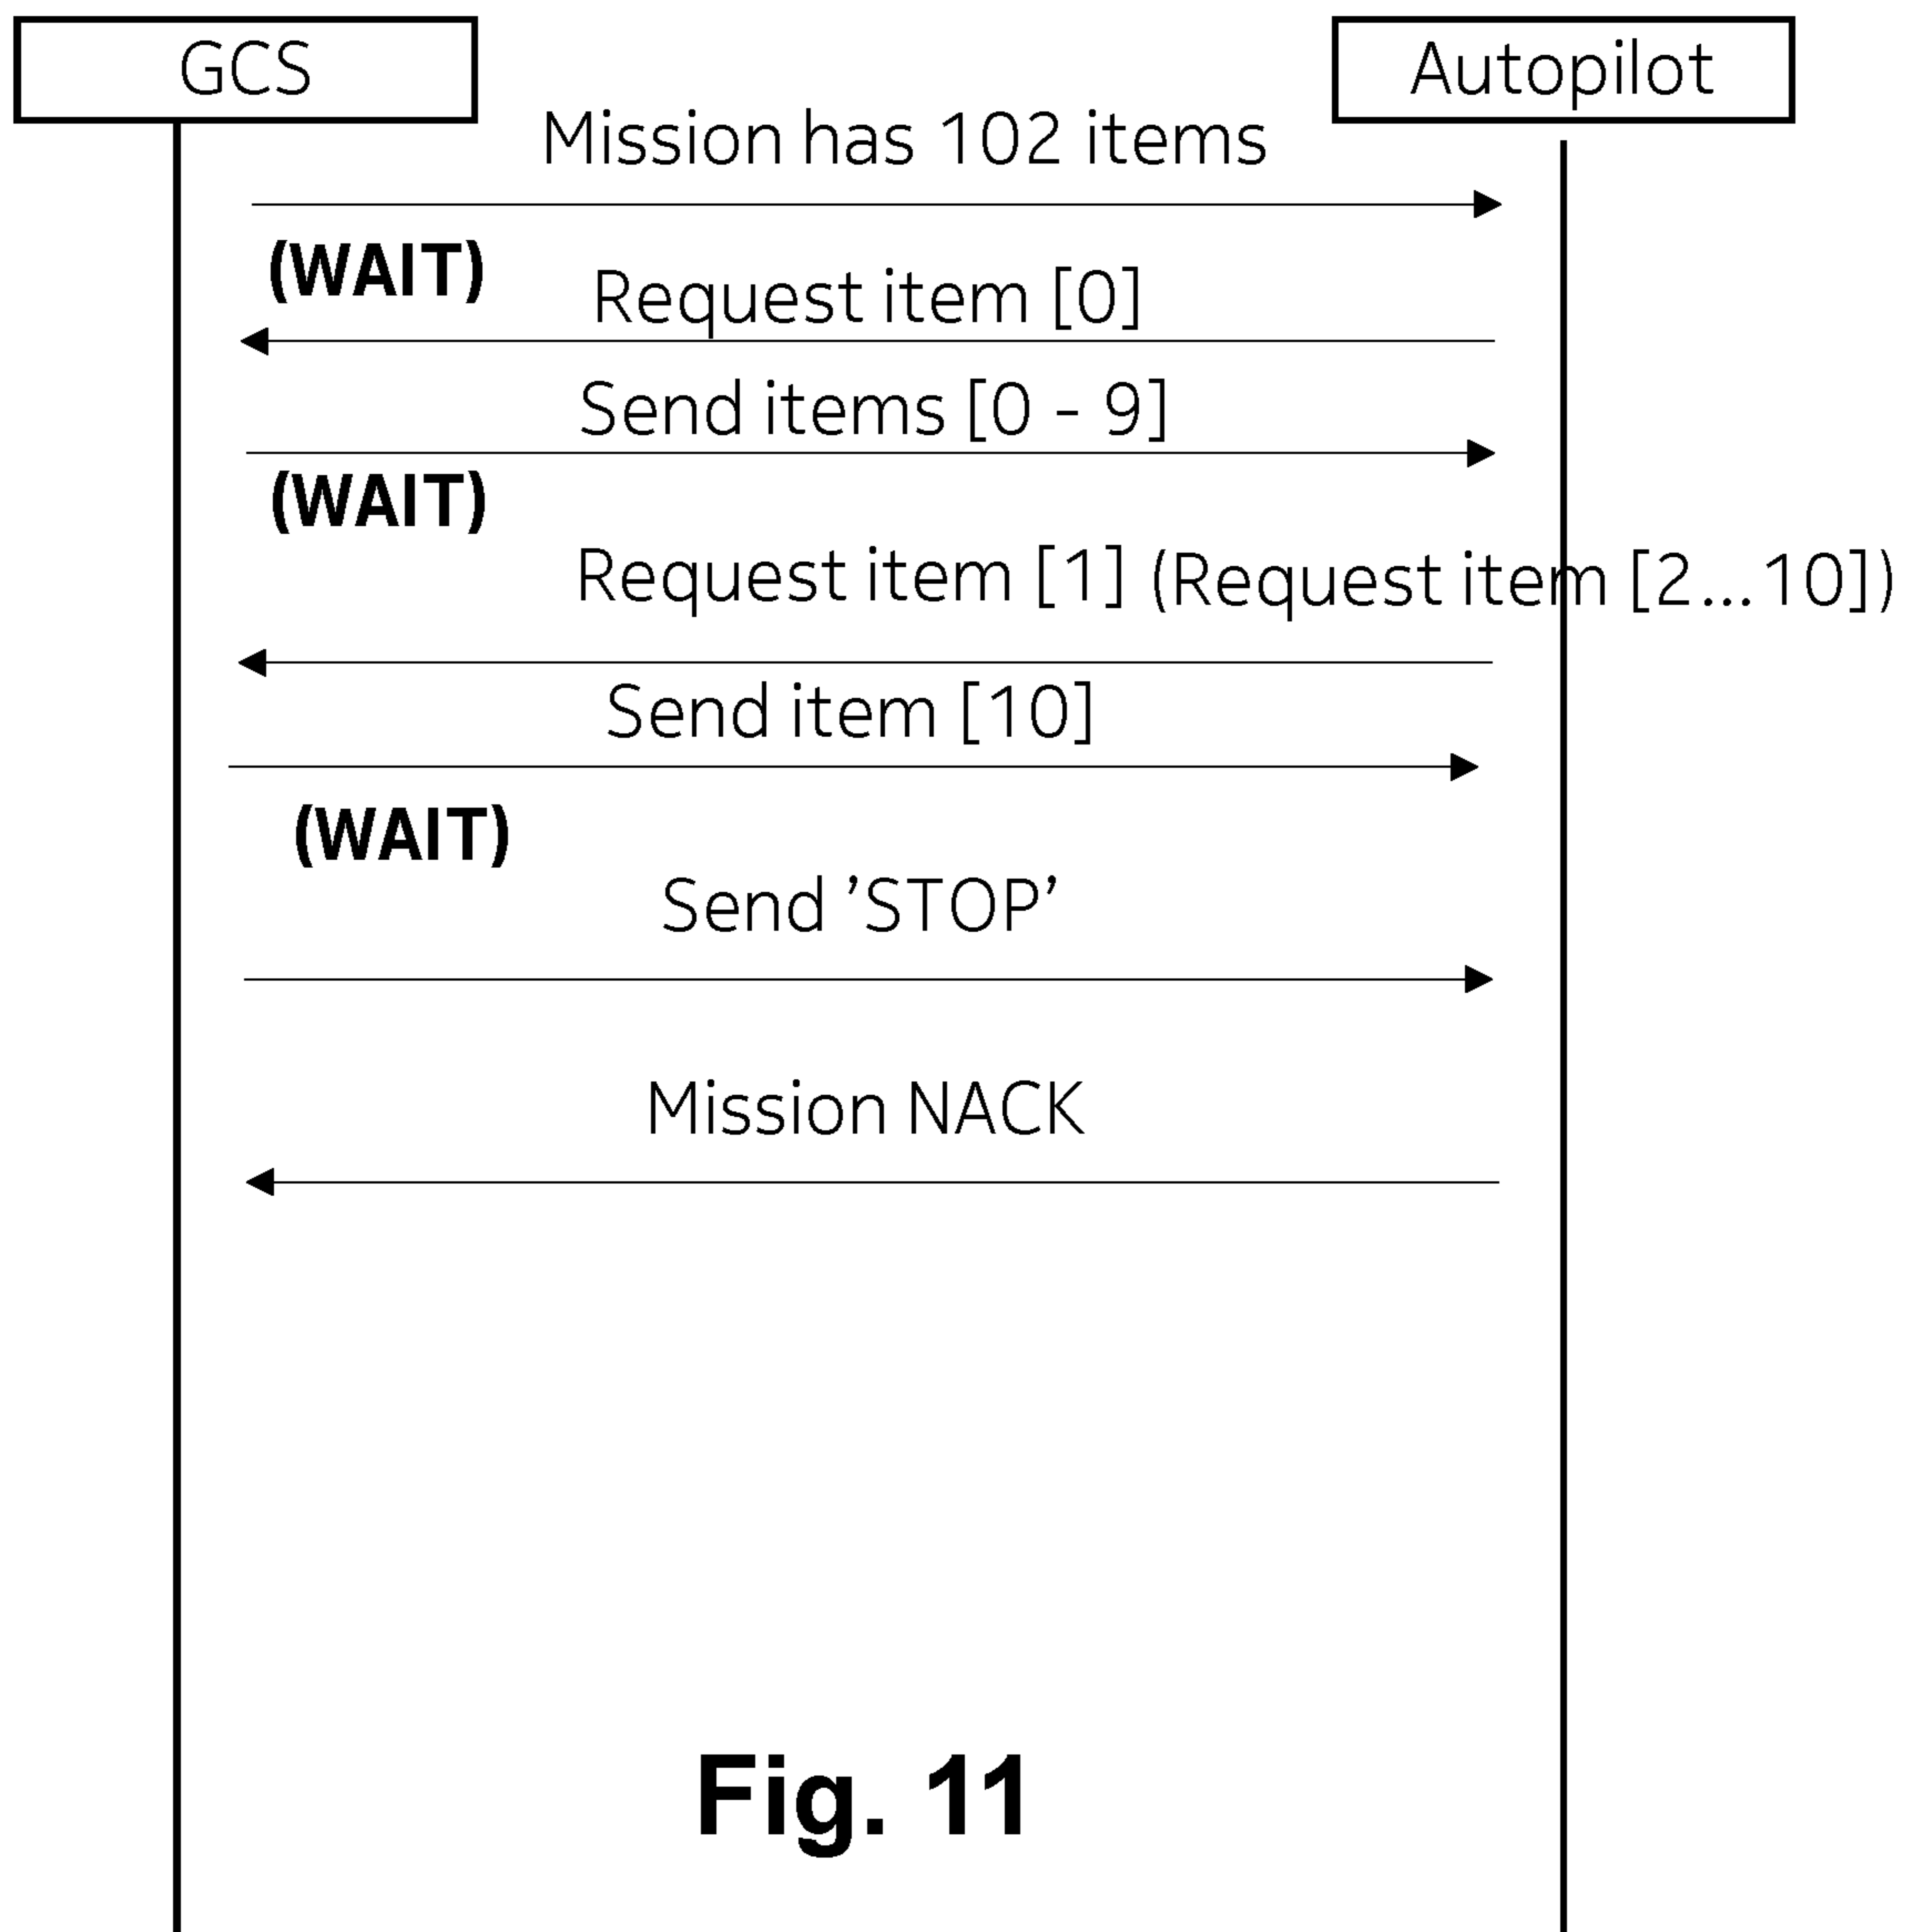 GCS
Autopilot
Mission has 102 items
(WAIT)
Request item [0]
Send items [0 - 9]
(WAIT)
Request item [1] (Request item [2...10])
Send item [10]
(WAIT)
Send ’STOP’
Mission NACK
Fig. 11